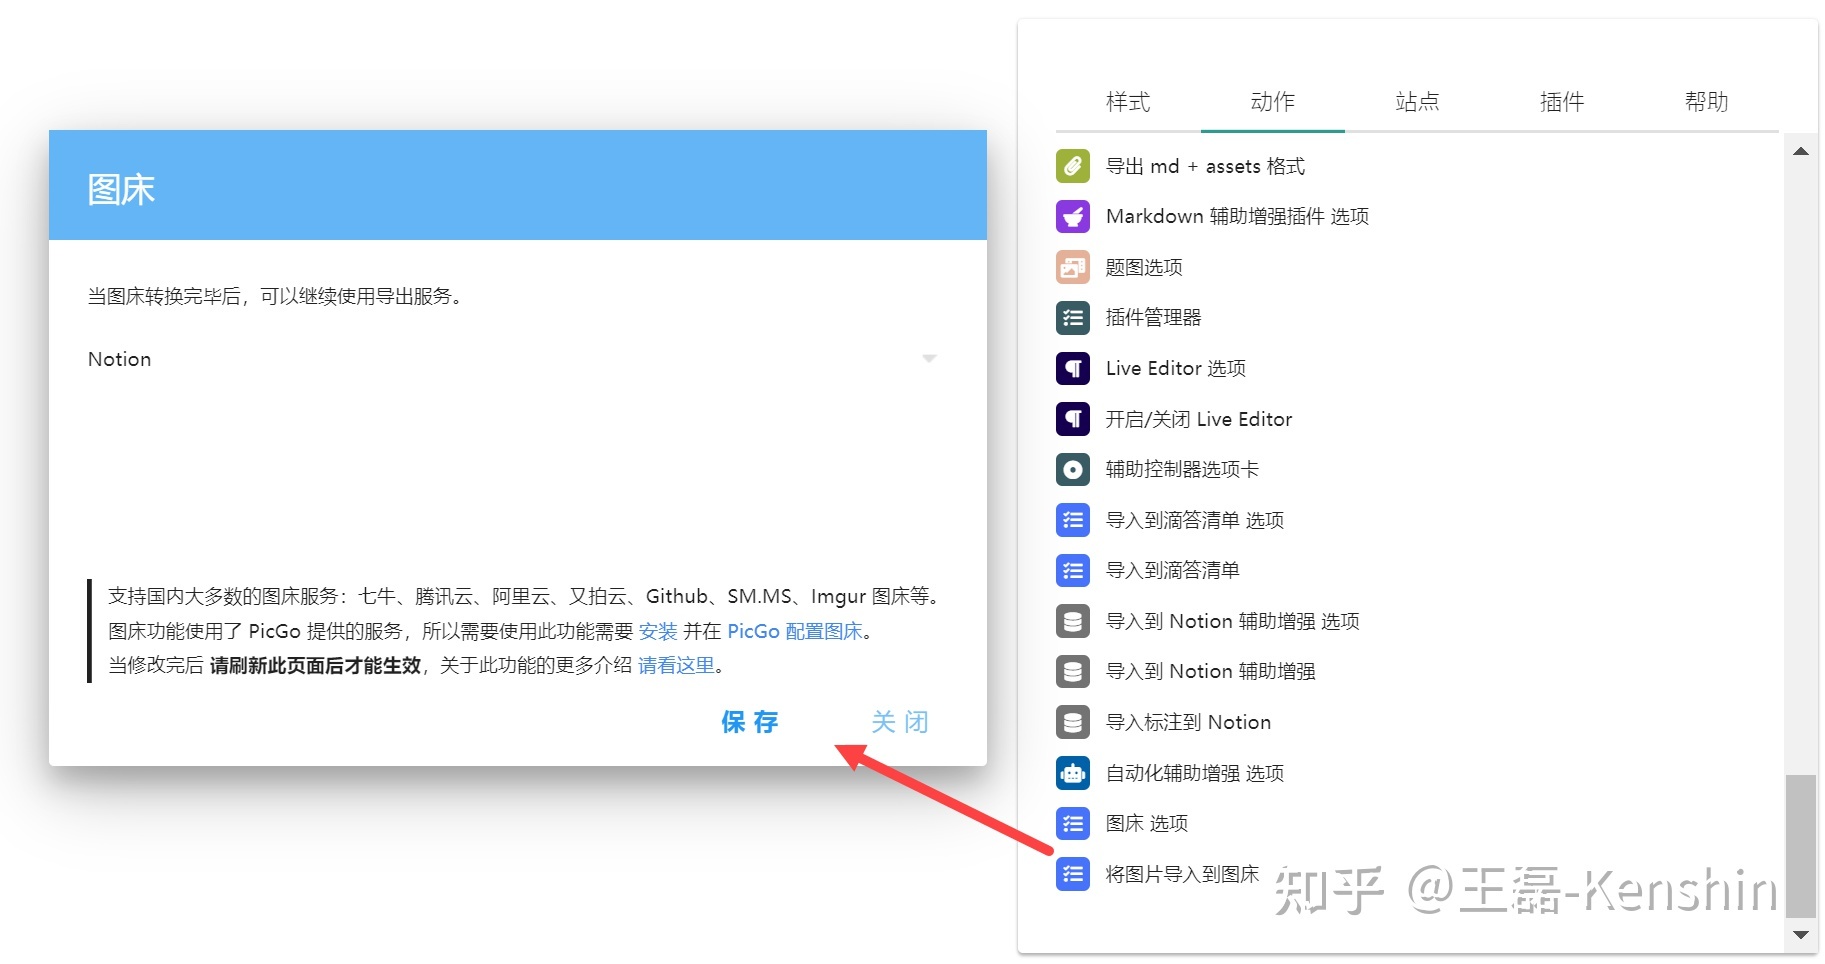 图床
当图床转换完毕后，可以继续使用导出服务。
Notion
支持国内大多数的图床服务：七牛、腾讯云、阿里云、又拍云、Github、SM.MS、Imgur 图床等。
图床功能使用了 PicGo 提供的服务，所以需要使用此功能需要 安装 并在 PicGo 配置图床。
当修改完后 请刷新此页面后才能生效，关于此功能的更多介绍 请看这里。
保存 关闭
样式 动作 站点 插件 帮助
导出 md + assets 格式
Markdown 辅助增强插件 选项
题图选项
插件管理器
Live Editor 选项
开启/关闭 Live Editor
辅助控制器选项卡
导入到滴答清单 选项
导入到滴答清单
导入到 Notion 辅助增强 选项
导入到 Notion 辅助增强
导入标注到 Notion
自动化辅助增强 选项
图床 选项
将图片导入到图床
知乎 @王磊-Kenshin